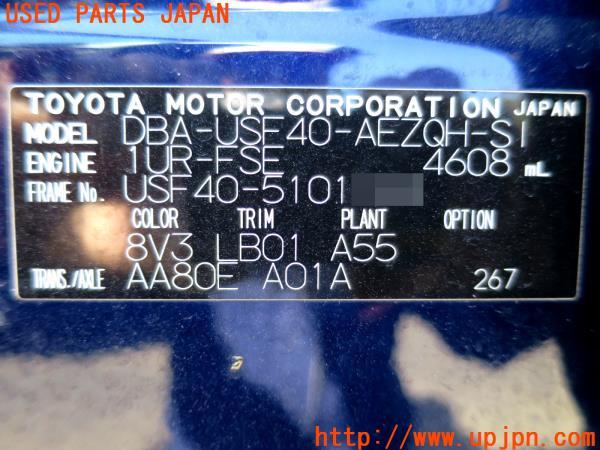 USED PARTS JAPAN
TOYOTA MOTOR CORPORATION JAPAN
MODEL DBA-USF40-AEZQH-SI
ENGINE 1UR-FSE 4608 mL
FRAME No. USF40-5101
COLOR TRIM PLANT OPTION
8V3 LB01 A55
TRANS./AXLE AA80E A01A 267
http://www.upjpn.com